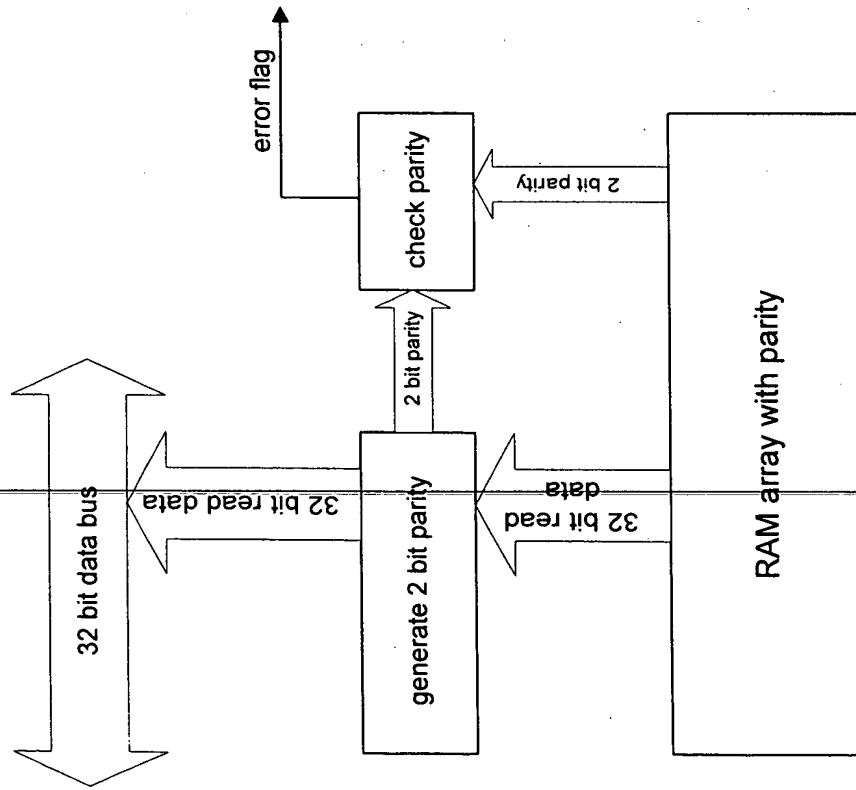 error flag
32 bit data bus
check parity
2 bit parity
2 bit parity
32 bit read data
generate 2 bit parity
32 bit read
data
RAM array with parity